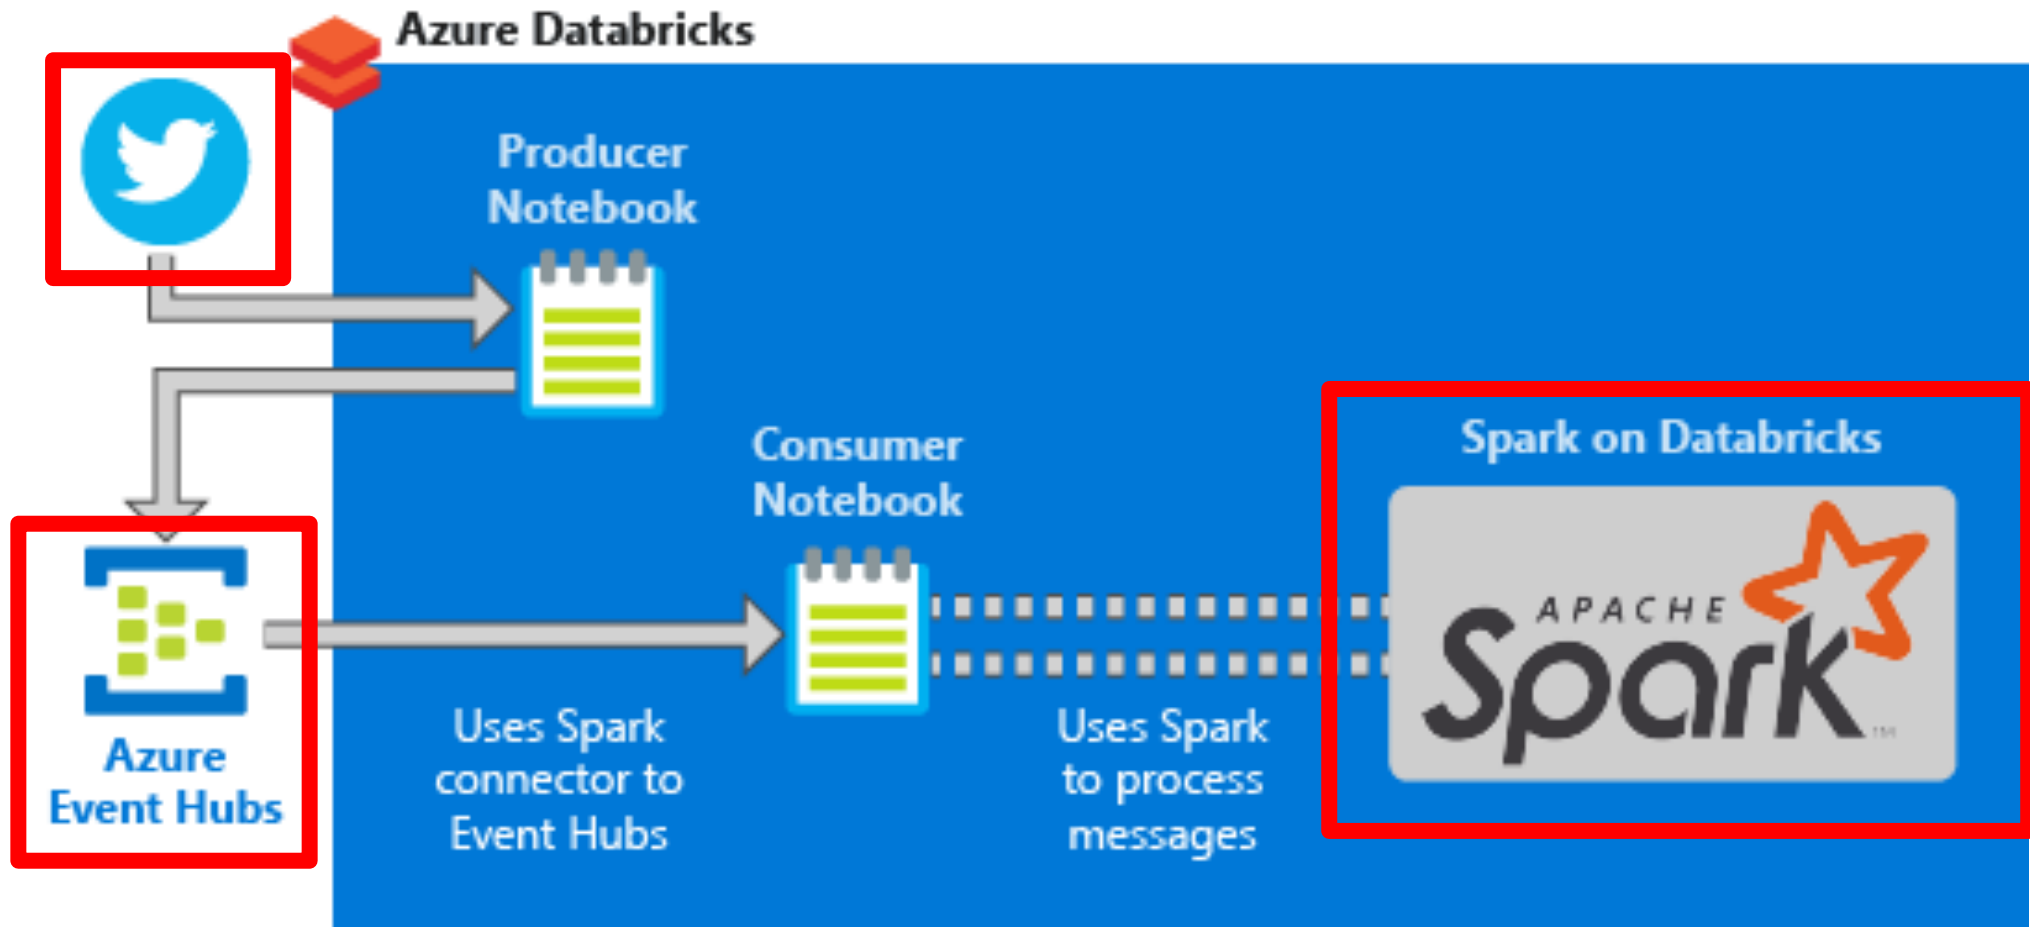 Azure Databricks
Producer
Notebook
Consumer
Notebook
Spark on Databricks
APACHE
Spark
TM
Azure
Event Hubs
Uses Spark
connector to
Event Hubs
Uses Spark
to process
messages